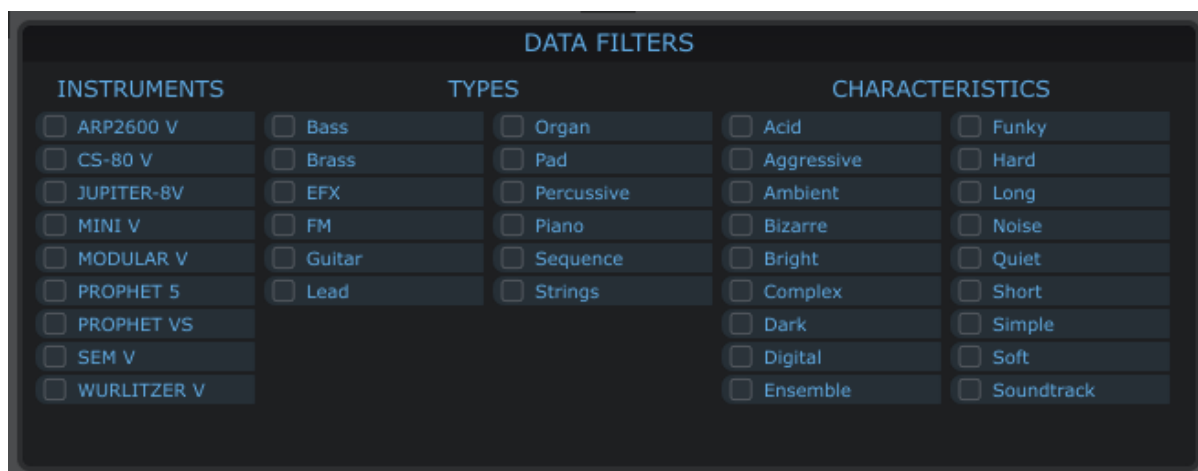 DATA FILTERS
INSTRUMENTS
ARP2600 V
CS-80 V
JUPITER-8V
MINI V
MODULAR V
PROPHET 5
PROPHET VS
SEM V
WURLITZER V
TYPES
Bass
Brass
EFX
FM
Guitar
Lead
Organ
Pad
Percussive
Piano
Sequence
Strings
CHARACTERISTICS
Acid
Aggressive
Ambient
Bizarre
Bright
Complex
Dark
Digital
Ensemble
Funky
Hard
Long
Noise
Quiet
Short
Simple
Soft
Soundtrack